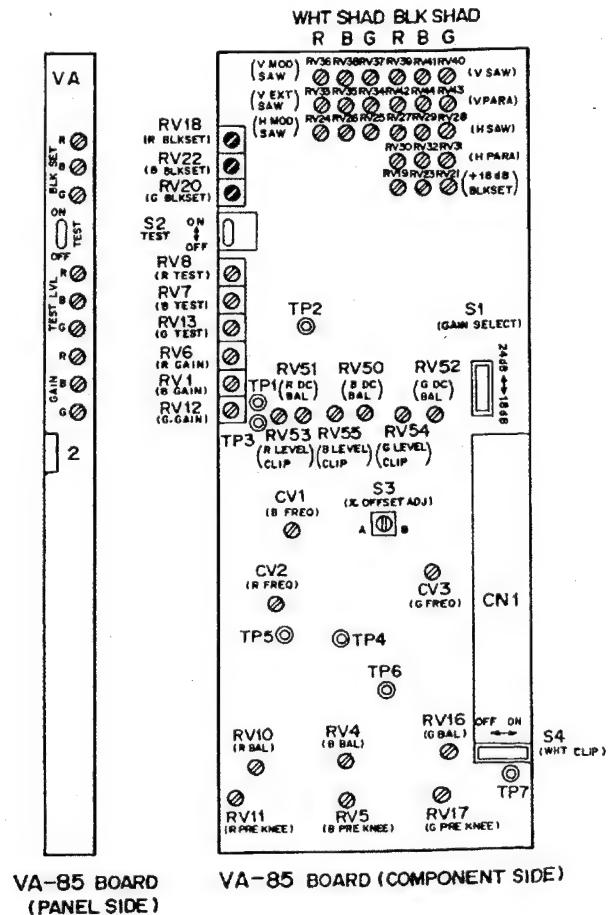 WHT SHAD BLK SHAD
R B G R B G
(V MOD SAW) RV36 RV38 RV37 RV39 RV41 RV40 (V SAW)
(V EXT SAW) RV33 RV35 RV34 RV42 RV44 RV43 (V PARA)
(H MOD SAW) RV24 RV26 RV25 RV27 RV29 RV28 (H SAW)
RV30 RV32 RV31 (H PARA)
RV19 RV23 RV21 (+18dB BLKSET)
VA
R
B
G
BLK SET
ON
OFF
TEST
R
B
G
TEST LVL
R
B
G
GAIN
2
RV18
(R BLKSET)
RV22
(B BLKSET)
RV20
(G BLKSET)
S2
TEST
ON
OFF
RV8
(R TEST)
RV7
(B TEST)
RV13
(G TEST)
RV6
(R GAIN)
RV1
(B GAIN)
RV12
(G.GAIN)
TP2
S1
(GAIN SELECT)
24dB 18dB
TP1
TP3
RV51 RV50 RV52
(R DC BAL) (B DC BAL) (G DC BAL)
RV53 RV55 RV54
(R LEVEL CLIP) (B LEVEL CLIP) (G LEVEL CLIP)
CV1
(B FREQ)
S3
(% OFFSET ADJ)
A B
CV2
(R FREQ)
CV3
(G FREQ)
CN1
TP5 TP4
TP6
RV10
(R BAL)
RV4
(B BAL)
RV16
(G BAL)
OFF ON
S4
(WHT CLIP)
TP7
RV11
(R PRE KNEE)
RV5
(B PRE KNEE)
RV17
(G PRE KNEE)
VA-85 BOARD
(PANEL SIDE)
VA-85 BOARD (COMPONENT SIDE)